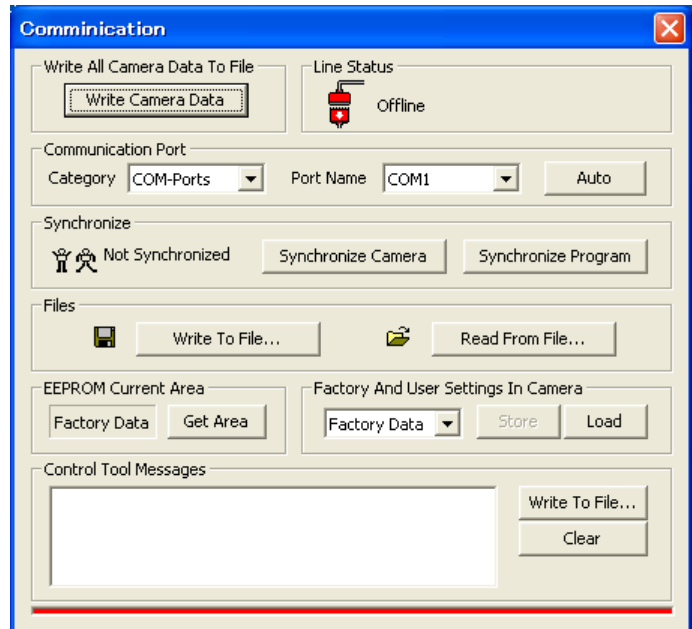 Comminication
Write All Camera Data To File
Write Camera Data
Line Status
Offline
Communication Port
Category COM-Ports Port Name COM1 Auto
Synchronize
Not Synchronized Synchronize Camera Synchronize Program
Files
Write To File... Read From File...
EEPROM Current Area
Factory Data Get Area
Factory And User Settings In Camera
Factory Data Store Load
Control Tool Messages
Write To File...
Clear